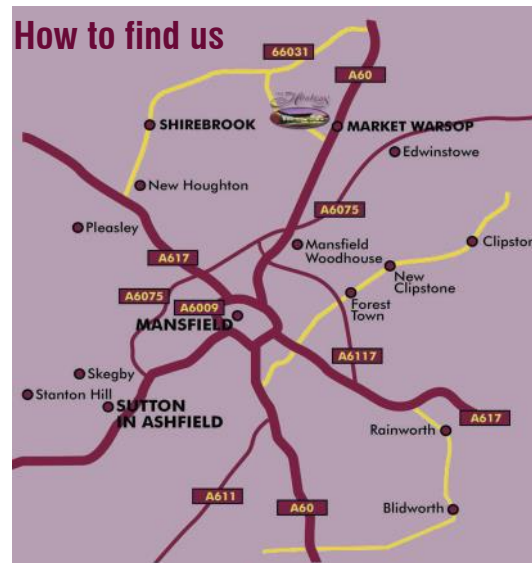 How to find us
66031
A60
SHIREBROOK
MARKET WARSOP
Edwinstowe
New Houghton
A6075
Pleasley
Mansfield
Woodhouse
Clipston
A617
New
Clipstone
A6075
A6009
Forest
Town
MANSFIELD
A6117
Skegby
Stanton Hill
SUTTON
IN ASHFIELD
A617
Rainworth
A611
A60
Blidworth